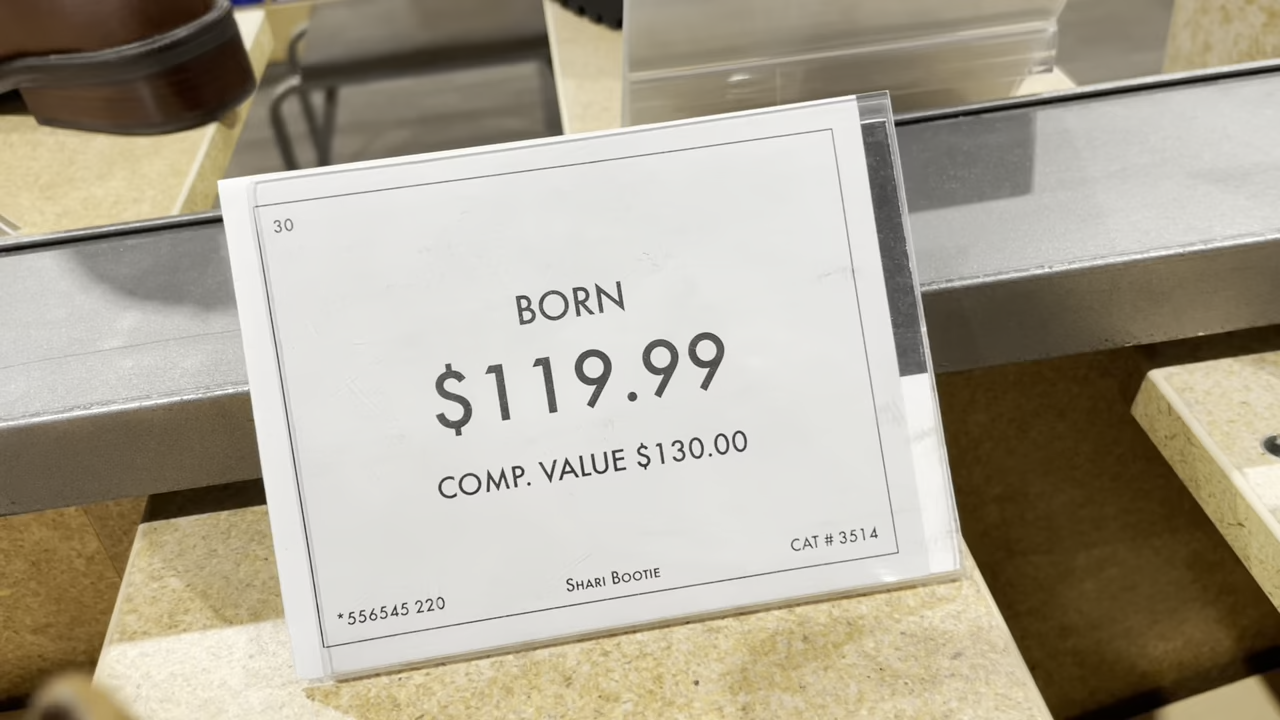 30
BORN
$119.99
COMP. VALUE $130.00
CAT # 3514
Shari Bootie
*556545 220